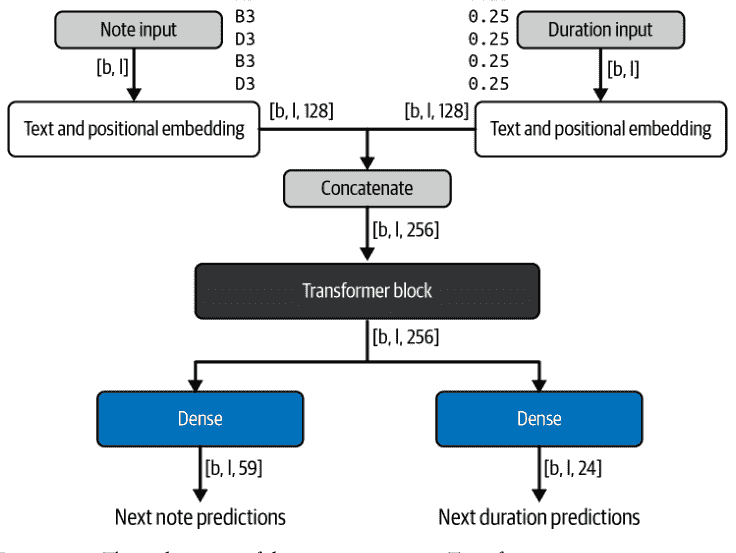 B3
D3
B3
D3
0.25
0.25
0.25
0.25
Note input
Duration input
[b, l]
[b, l]
Text and positional embedding
[b, l, 128]
[b, l, 128]
Text and positional embedding
Concatenate
[b, l, 256]
Transformer block
[b, l, 256]
Dense
Dense
[b, l, 59]
[b, l, 24]
Next note predictions
Next duration predictions